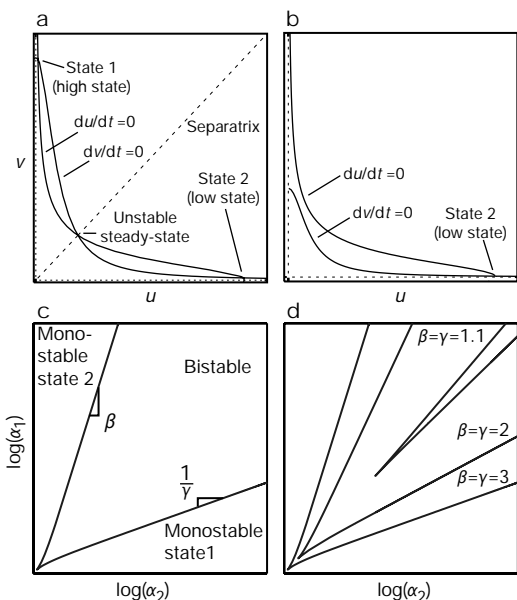 a
State 1
(high state)
du/dt=0
dv/dt=0
Separatrix
State 2
(low state)
Unstable
steady-state
v
u
b
du/dt=0
dv/dt=0
State 2
(low state)
u
c
Mono-
stable
state 2
Bistable
β
1
γ
Monostable
state1
log(α₁)
log(α₂)
d
β=γ=1.1
β=γ=2
β=γ=3
log(α₂)